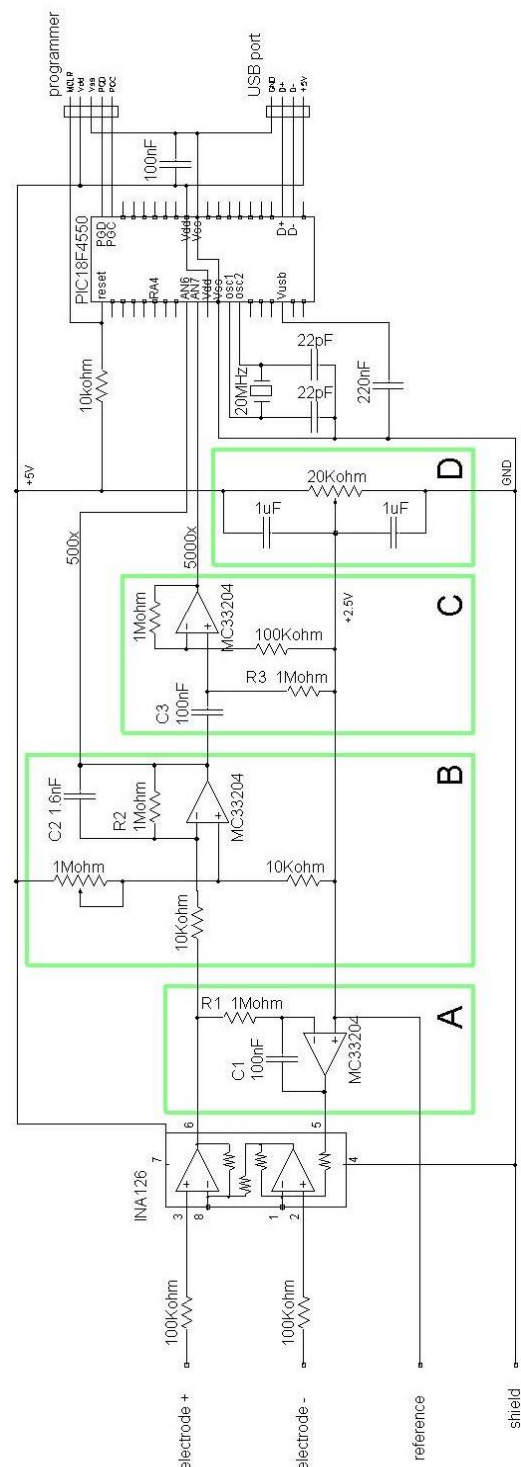 programmer
MCLR
Vdd
Vss
PGD
PGC
USB port
GND
D+
D-
+5V
100nF
PIC18F4550
reset
PGD
PGC
RA4
AN6
AN7
Vdd
Vss
Vdd
Vss
osc1
osc2
Vusb
D+
D-
10kohm
20MHz
22pF
22pF
220nF
+5V
500x
5000x
D
20Kohm
1uF
1uF
GND
+2.5V
C
1Mohm
MC33204
100Kohm
R3 1Mohm
C3
100nF
B
C2 1.6nF
R2
1Mohm
MC33204
1Mohm
10Kohm
10Kohm
A
R1 1Mohm
C1
100nF
MC33204
INA126
7
6
5
4
3
8
1
2
100Kohm
100Kohm
electrode +
electrode -
reference
shield